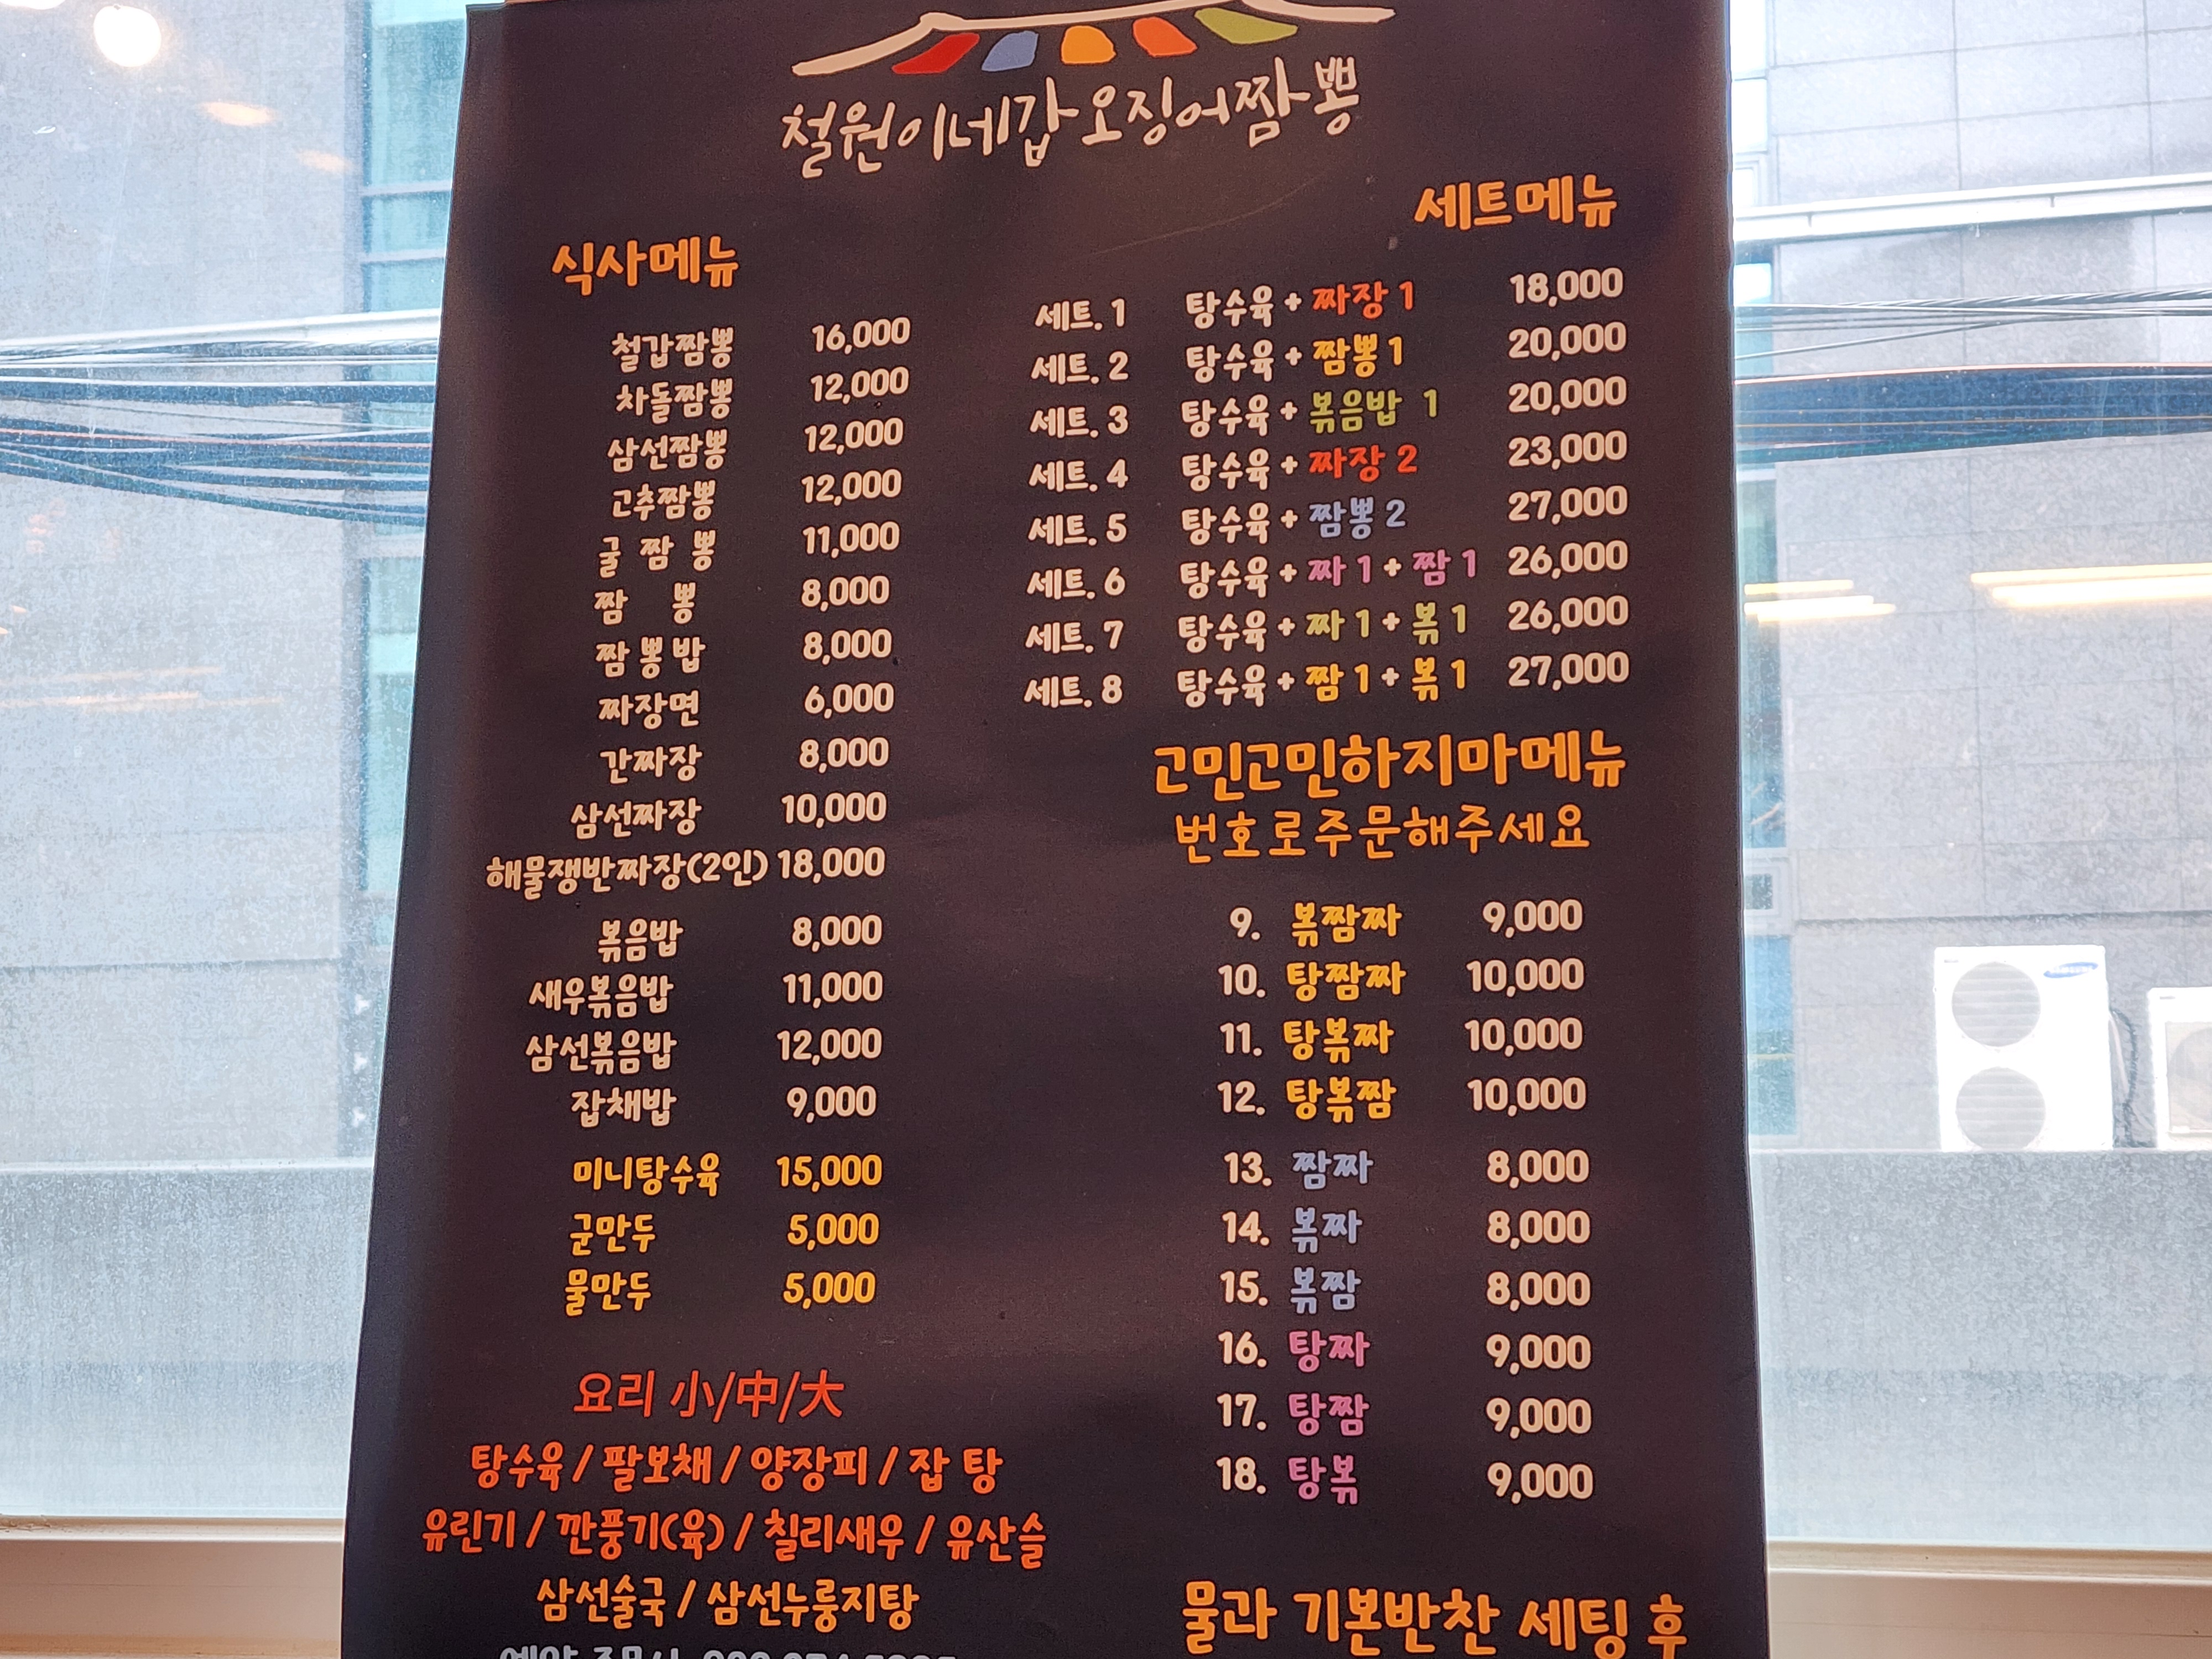 철원이네갑오징어짬뽕
식사메뉴
철갑짬뽕 16,000
차돌짬뽕 12,000
삼선짬뽕 12,000
고추짬뽕 12,000
굴 짬 뽕 11,000
짬 뽕 8,000
짬 뽕 밥 8,000
짜장면 6,000
간짜장 8,000
삼선짜장 10,000
해물쟁반짜장(2인) 18,000
볶음밥 8,000
새우볶음밥 11,000
삼선볶음밥 12,000
잡채밥 9,000
미니탕수육 15,000
군만두 5,000
물만두 5,000
요리 小/中/大
탕수육 / 팔보채 / 양장피 / 잡 탕
유린기 / 깐풍기(육) / 칠리새우 / 유산슬
삼선술국 / 삼선누룽지탕
세트메뉴
세트. 1 탕수육 + 짜장 1 18,000
세트. 2 탕수육 + 짬뽕 1 20,000
세트. 3 탕수육 + 볶음밥 1 20,000
세트. 4 탕수육 + 짜장 2 23,000
세트. 5 탕수육 + 짬뽕 2 27,000
세트. 6 탕수육 + 짜 1 + 짬 1 26,000
세트. 7 탕수육 + 짜 1 + 볶 1 26,000
세트. 8 탕수육 + 짬 1 + 볶 1 27,000
고민고민하지마메뉴
번호로주문해주세요
9. 볶짬짜 9,000
10. 탕짬짜 10,000
11. 탕볶짜 10,000
12. 탕볶짬 10,000
13. 짬짜 8,000
14. 볶짜 8,000
15. 볶짬 8,000
16. 탕짜 9,000
17. 탕짬 9,000
18. 탕볶 9,000
물과 기본반찬 세팅 후
SAMSUNG